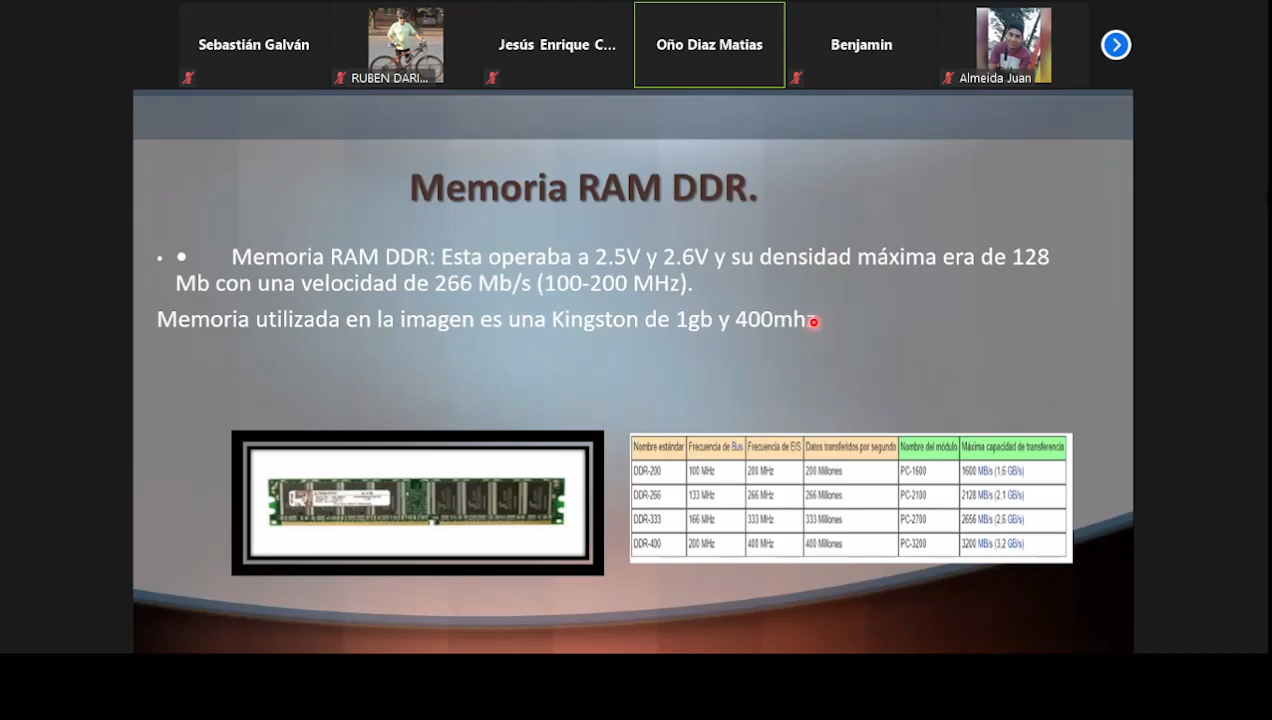 Sebastián Galván
RUBEN DARI...
Jesús Enrique C...
Oño Diaz Matias
Benjamin
Almeida Juan
Memoria RAM DDR.
• • Memoria RAM DDR: Esta operaba a 2.5V y 2.6V y su densidad máxima era de 128
Mb con una velocidad de 266 Mb/s (100-200 MHz).
Memoria utilizada en la imagen es una Kingston de 1gb y 400mhz
Nombre estándar Frecuencia de Bus Frecuencia de E/S Datos transferidos por segundo Nombre del módulo Máxima capacidad de transferencia
DDR-200 100 MHz 200 MHz 200 Millones PC-1600 1600 MB/s (1,6 GB/s)
DDR-266 133 MHz 266 MHz 266 Millones PC-2100 2128 MB/s (2,1 GB/s)
DDR-333 166 MHz 333 MHz 333 Millones PC-2700 2656 MB/s (2,6 GB/s)
DDR-400 200 MHz 400 MHz 400 Millones PC-3200 3200 MB/s (3,2 GB/s)